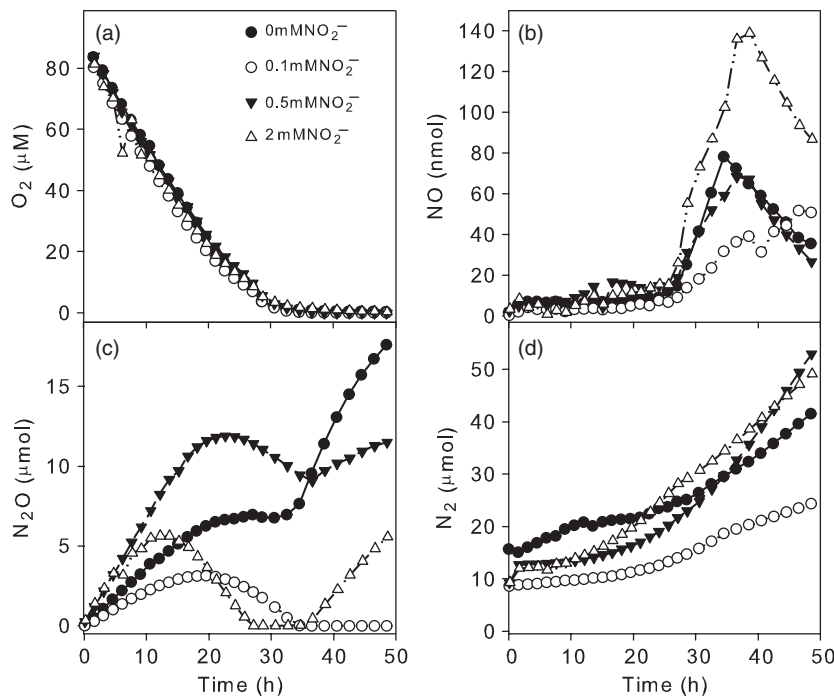 (a)
0mMNO₂⁻
0.1mMNO₂⁻
0.5mMNO₂⁻
2mMNO₂⁻
O₂ (μM)
80
60
40
20
0
(b)
NO (nmol)
140
120
100
80
60
40
20
0
(c)
N₂O (μmol)
15
10
5
0
0 10 20 30 40 50
Time (h)
(d)
N₂ (μmol)
50
40
30
20
10
0
0 10 20 30 40 50
Time (h)